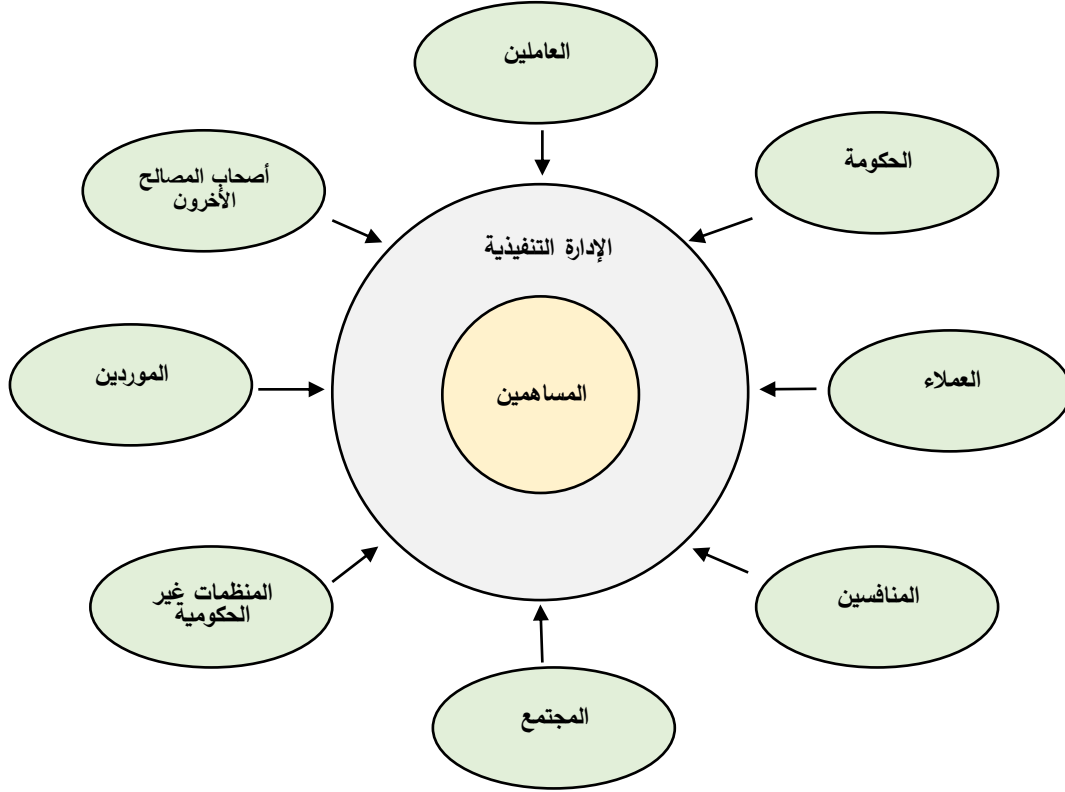 العاملين
الحكومة
أصحاب المصالح
الأخرون
الإدارة التنفيذية
الموردين
المساهمين
العملاء
المنظمات غير
الحكومية
المنافسين
المجتمع